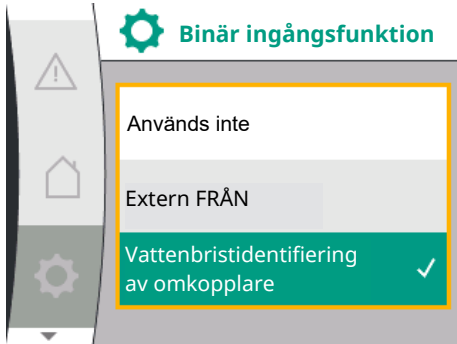 Binär ingångsfunktion
Används inte
Extern FRÅN
Vattenbristidentifiering
av omkopplare